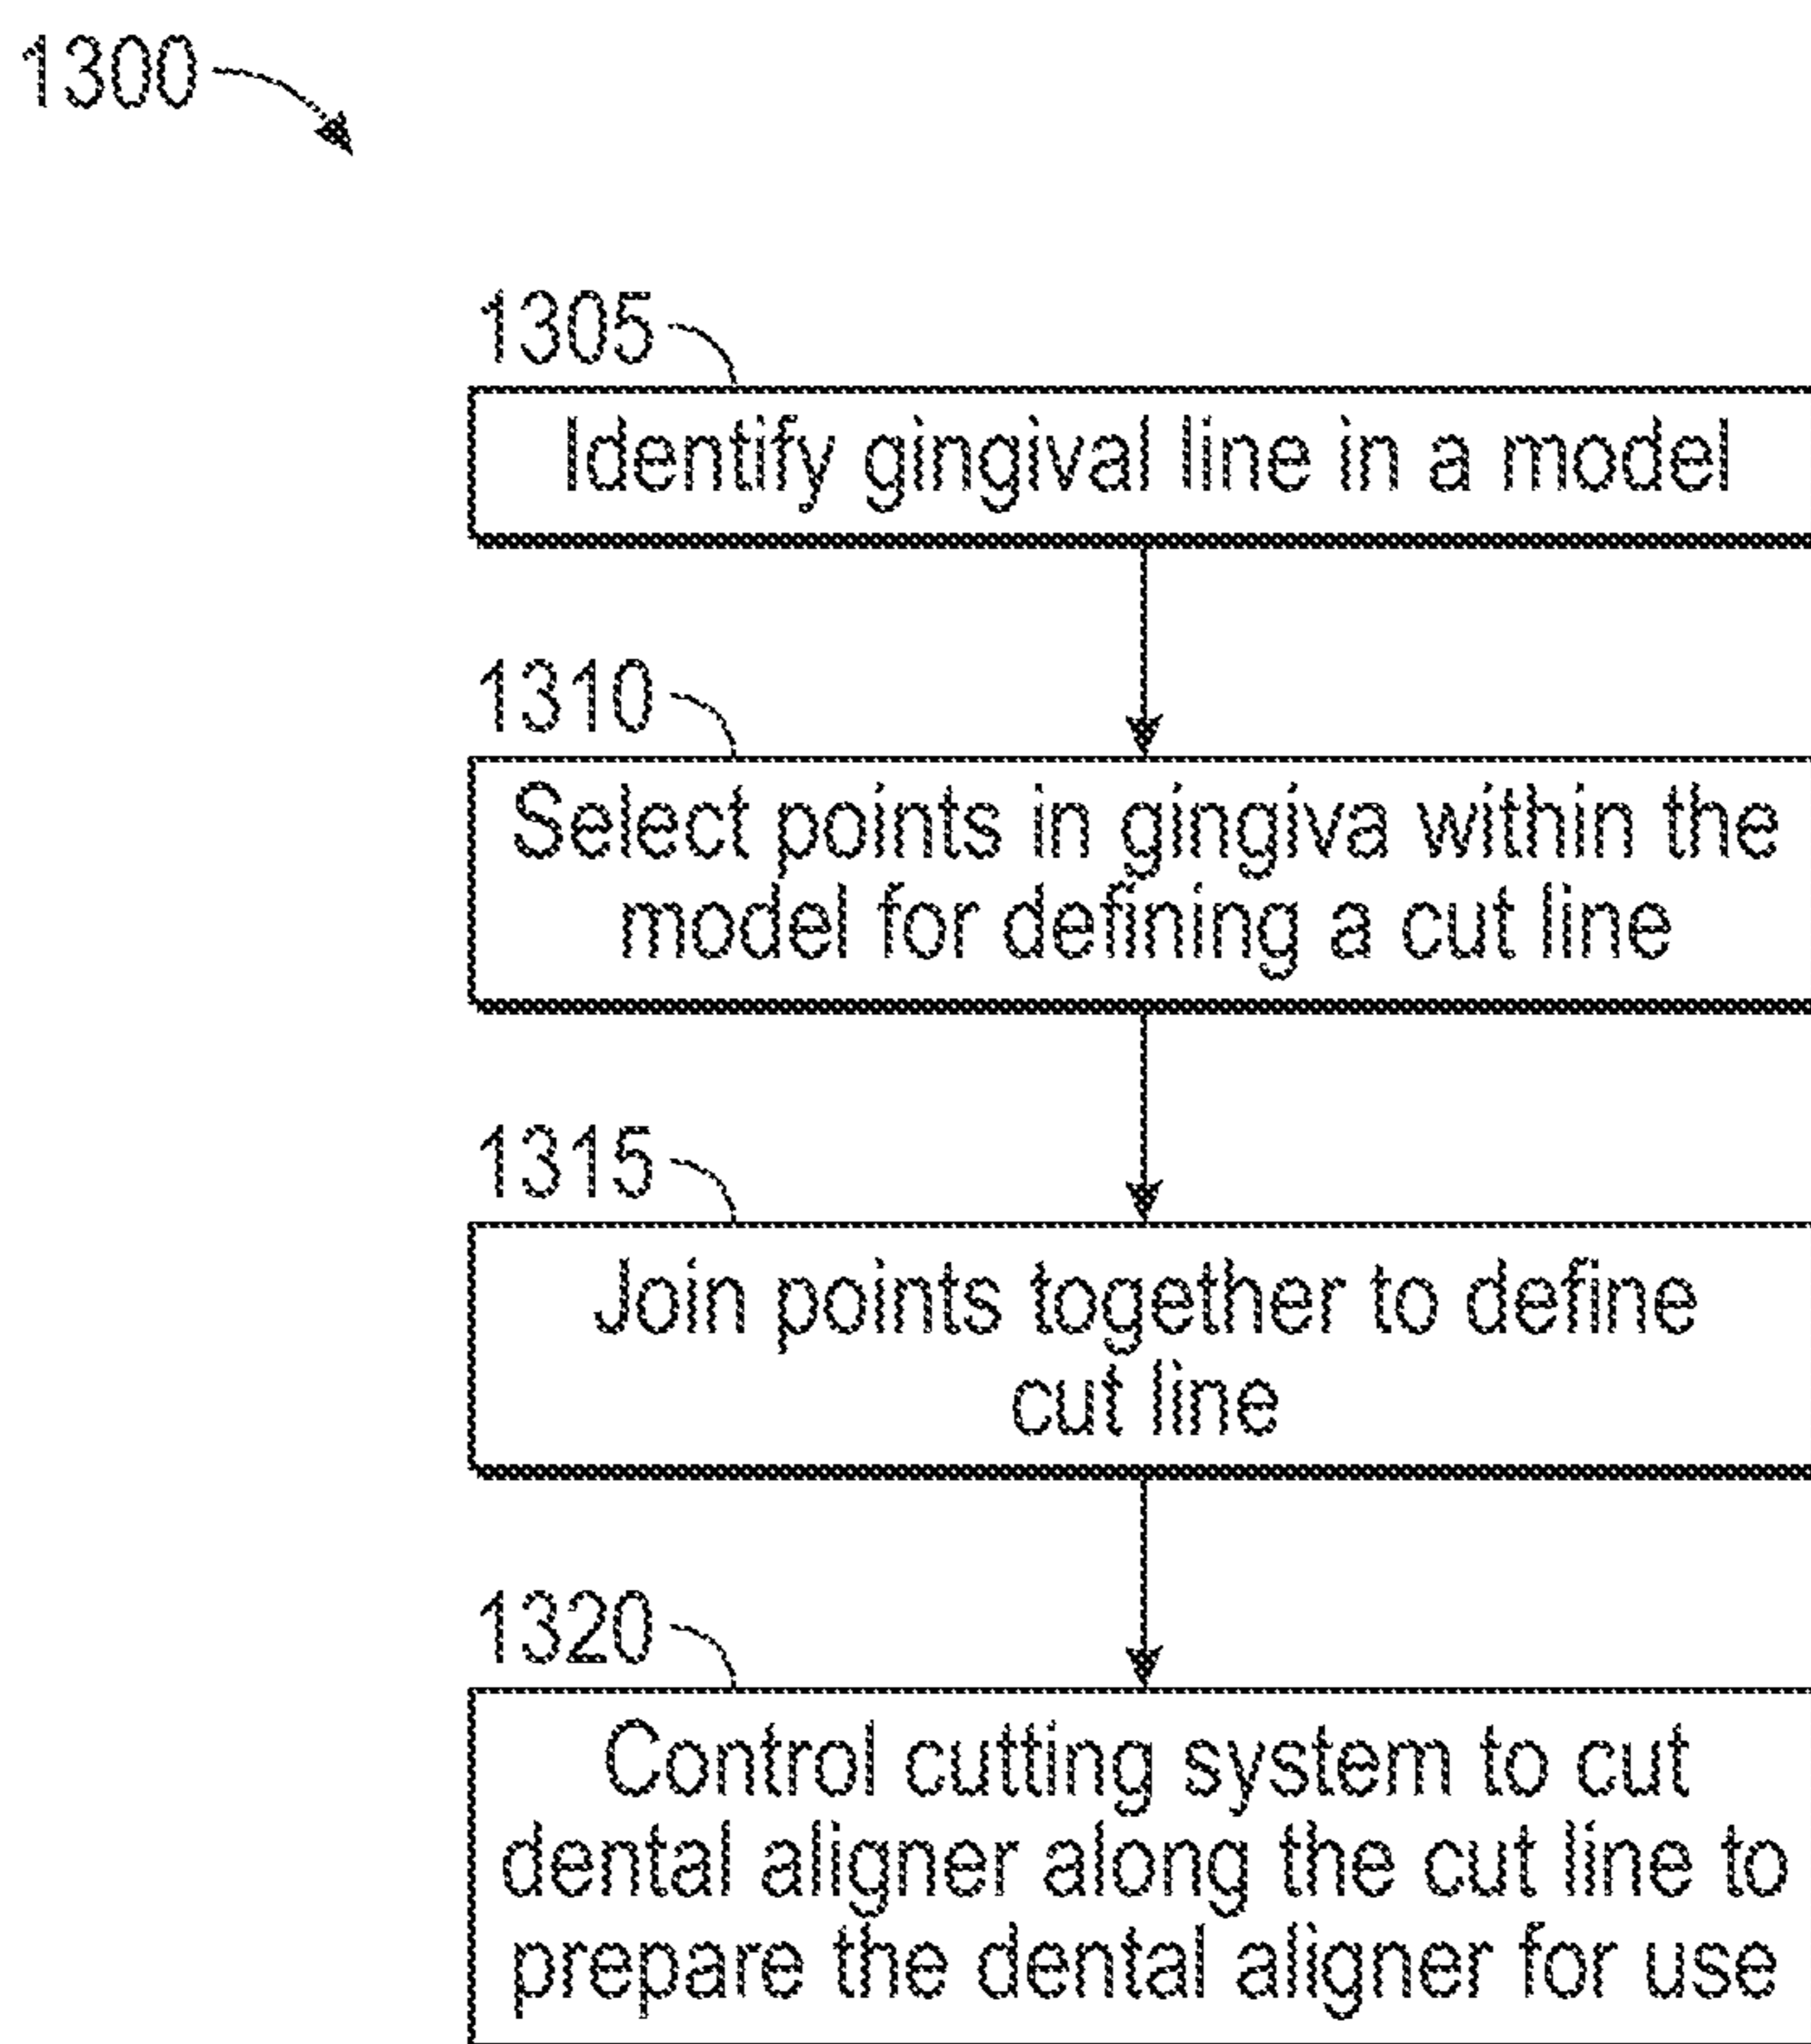 1300
1305
Identify gingival line in a model
1310
Select points in gingiva within the
model for defining a cut line
1315
Join points together to define
cut line
1320
Control cutting system to cut
dental aligner along the cut line to
prepare the dental aligner for use